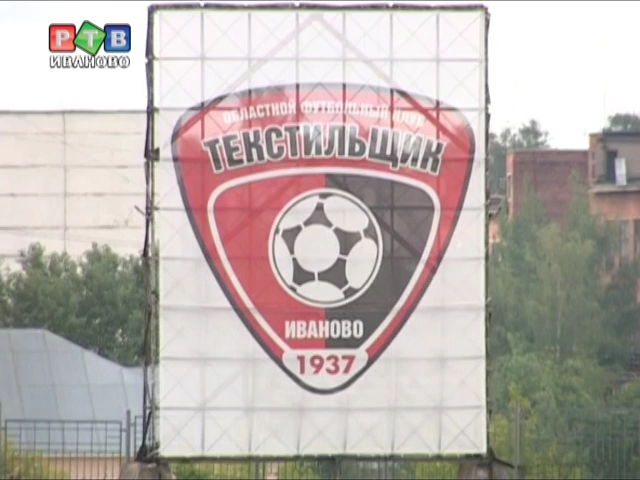 РТВ
ИВАНОВО
ОБЛАСТНОЙ ФУТБОЛЬНЫЙ КЛУБ
ТЕКСТИЛЬЩИК
ИВАНОВО
1937